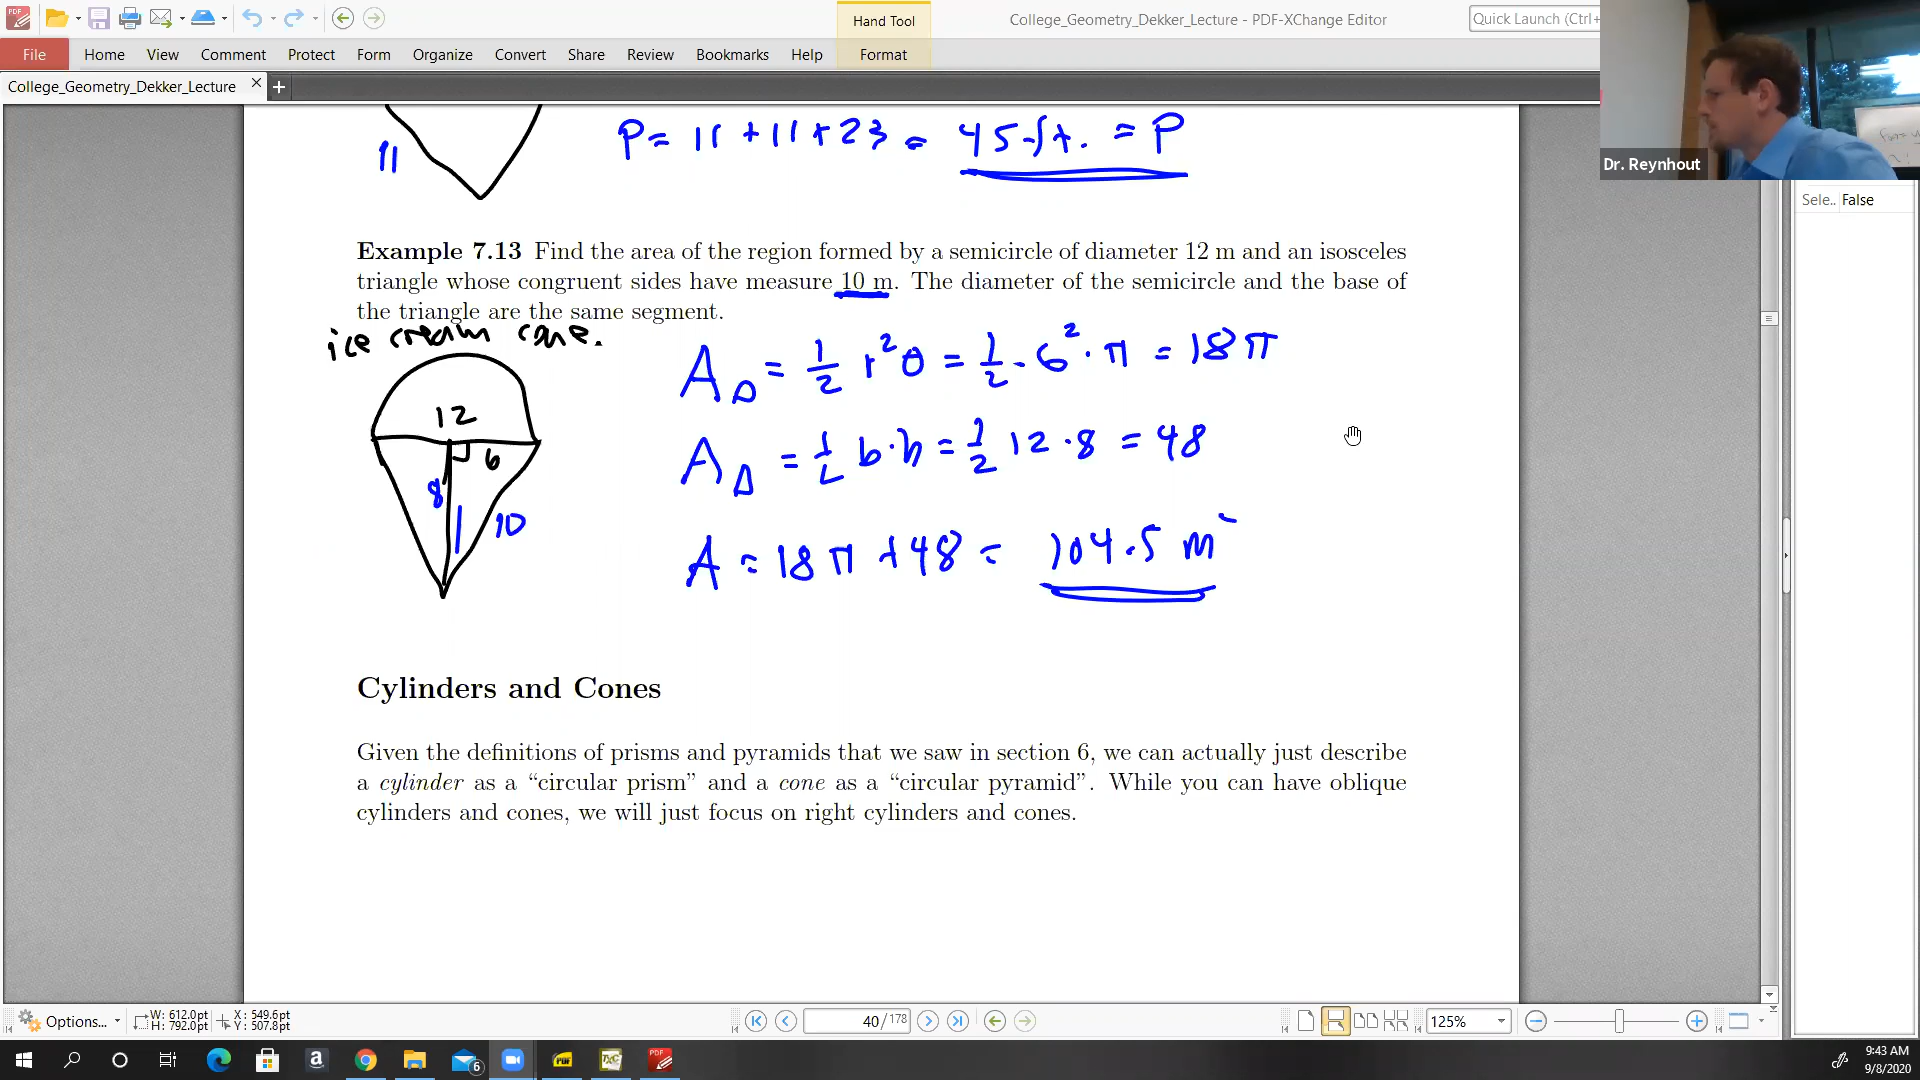 College_Geometry_Dekker_Lecture - PDF-XChange Editor
Hand Tool
Quick Launch (Ctrl+
File Home View Comment Protect Form Organize Convert Share Review Bookmarks Help Format
College_Geometry_Dekker_Lecture
Dr. Reynhout
Sele.. False
11
P = 11 + 11 + 23 = 45 ft. = P
Example 7.13 Find the area of the region formed by a semicircle of diameter 12 m and an isosceles
triangle whose congruent sides have measure 10 m. The diameter of the semicircle and the base of
the triangle are the same segment.
ice cream cone.
12
6
8
10
A = 1/2 r² θ = 1/2 · 6² · π = 18 π
A△ = 1/2 b · h = 1/2 12 · 8 = 48
A = 18 π + 48 = 104.5 m²
Cylinders and Cones
Given the definitions of prisms and pyramids that we saw in section 6, we can actually just describe
a cylinder as a “circular prism” and a cone as a “circular pyramid”. While you can have oblique
cylinders and cones, we will just focus on right cylinders and cones.
Options...
W: 612.0pt
H: 792.0pt
X: 549.6pt
Y: 507.8pt
40 / 178
125%
6
9:43 AM
9/8/2020